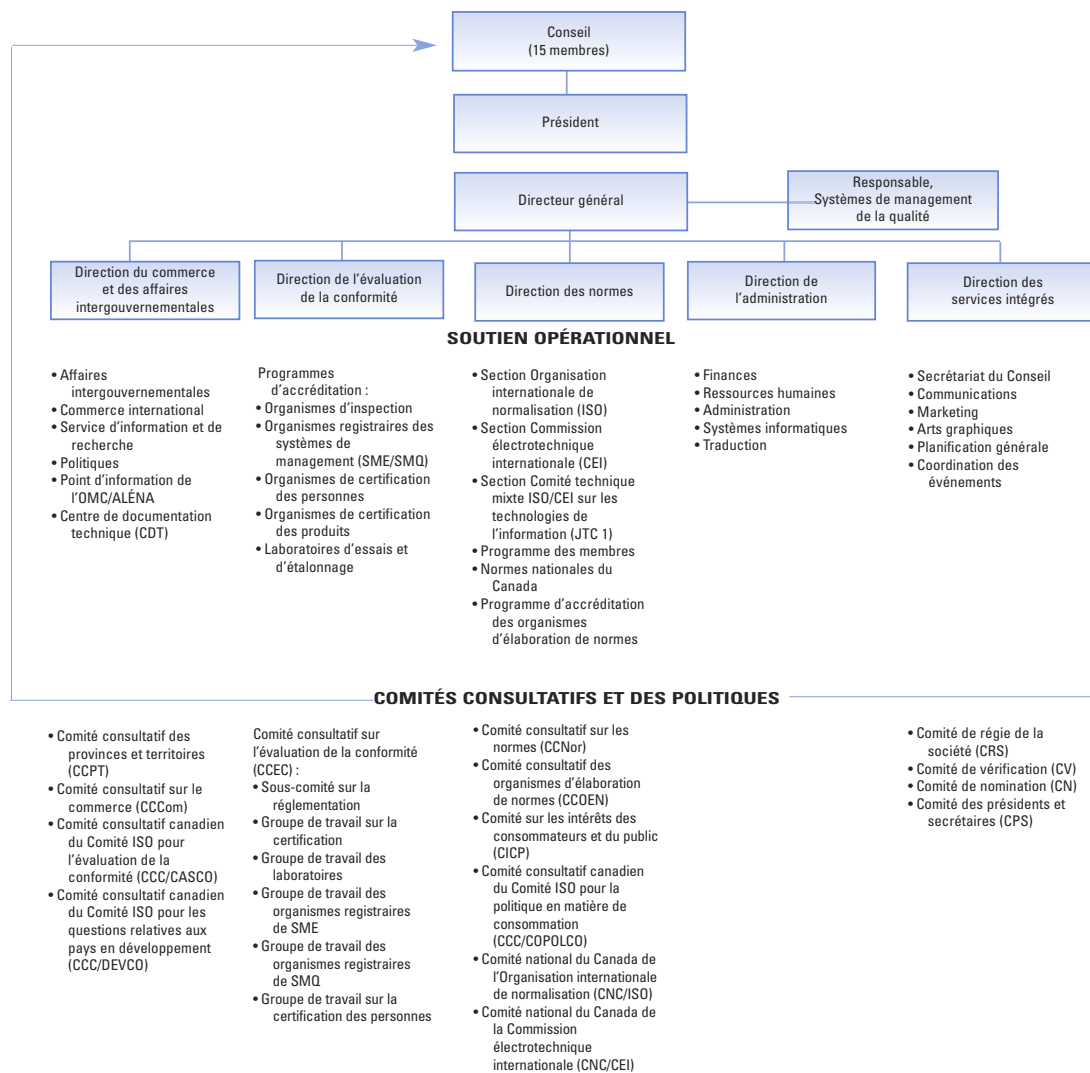 Conseil
(15 membres)
Président
Directeur général
Responsable,
Systèmes de management
de la qualité
Direction du commerce
et des affaires
intergouvernementales
Direction de l'évaluation
de la conformité
Direction des normes
Direction de
l'administration
Direction des
services intégrés
SOUTIEN OPÉRATIONNEL
• Affaires
intergouvernementales
• Commerce international
• Service d'information et de
recherche
• Politiques
• Point d'information de
l'OMC/ALÉNA
• Centre de documentation
technique (CDT)
Programmes
d'accréditation :
• Organismes d'inspection
• Organismes registraires des
systèmes de
management (SME/SMQ)
• Organismes de certification
des personnes
• Organismes de certification
des produits
• Laboratoires d'essais et
d'étalonnage
• Section Organisation
internationale de
normalisation (ISO)
• Section Commission
électrotechnique
internationale (CEI)
• Section Comité technique
mixte ISO/CEI sur les
technologies de
l'information (JTC 1)
• Programme des membres
• Normes nationales du
Canada
• Programme d'accréditation
des organismes
d'élaboration de normes
• Finances
• Ressources humaines
• Administration
• Systèmes informatiques
• Traduction
• Secrétariat du Conseil
• Communications
• Marketing
• Arts graphiques
• Planification générale
• Coordination des
événements
COMITÉS CONSULTATIFS ET DES POLITIQUES
• Comité consultatif des
provinces et territoires
(CCPT)
• Comité consultatif sur le
commerce (CCCom)
• Comité consultatif canadien
du Comité ISO pour
l'évaluation de la
conformité (CCC/CASCO)
• Comité consultatif canadien
du Comité ISO pour les
questions relatives aux
pays en développement
(CCC/DEVCO)
Comité consultatif sur
l'évaluation de la conformité
(CCEC) :
• Sous-comité sur la
réglementation
• Groupe de travail sur la
certification
• Groupe de travail des
laboratoires
• Groupe de travail des
organismes registraires
de SME
• Groupe de travail des
organismes registraires
de SMQ
• Groupe de travail sur la
certification des personnes
• Comité consultatif sur les
normes (CCNor)
• Comité consultatif des
organismes d'élaboration
de normes (CCOEN)
• Comité sur les intérêts des
consommateurs et du public
(CICP)
• Comité consultatif canadien
du Comité ISO pour la
politique en matière de
consommation
(CCC/COPOLCO)
• Comité national du Canada de
l'Organisation internationale
de normalisation (CNC/ISO)
• Comité national du Canada de
la Commission
électrotechnique
internationale (CNC/CEI)
• Comité de régie de la
société (CRS)
• Comité de vérification (CV)
• Comité de nomination (CN)
• Comité des présidents et
secrétaires (CPS)